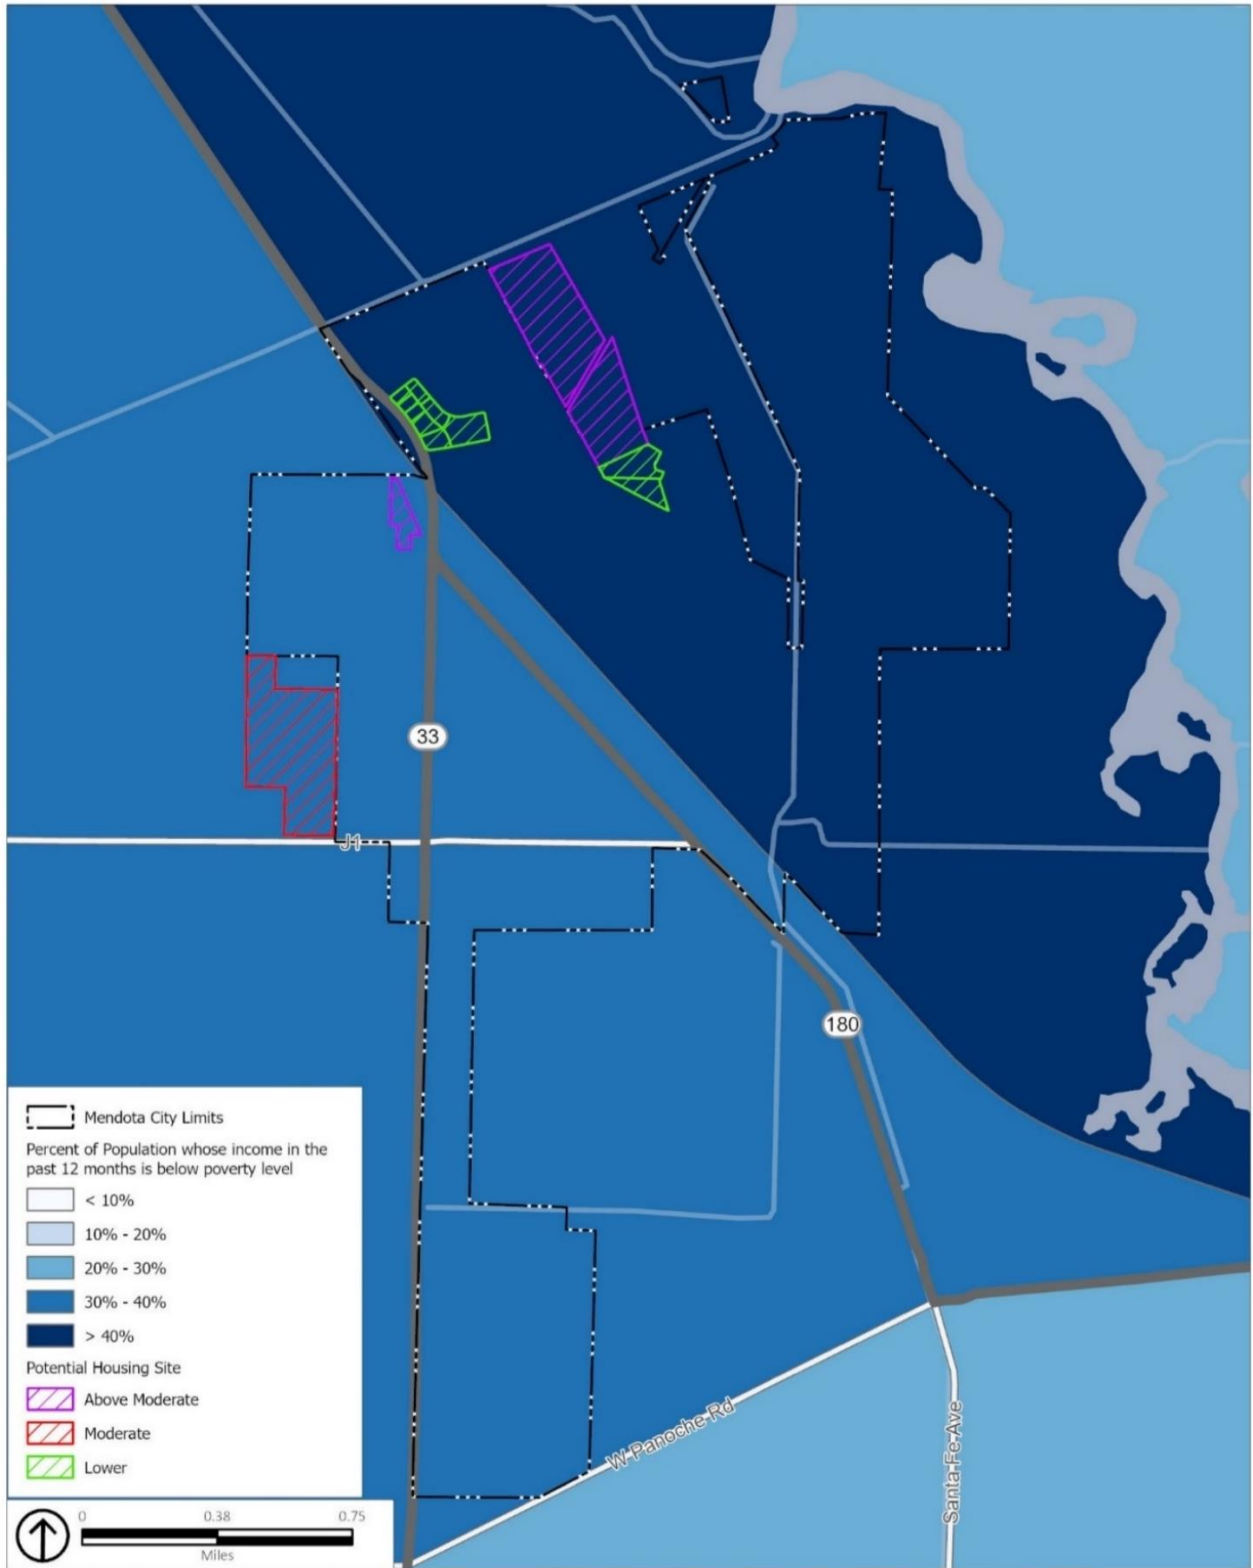 33
J1
180
W Panoche Rd
Santa Fe Ave
Mendota City Limits
Percent of Population whose income in the
past 12 months is below poverty level
< 10%
10% - 20%
20% - 30%
30% - 40%
> 40%
Potential Housing Site
Above Moderate
Moderate
Lower
0 0.38 0.75
Miles